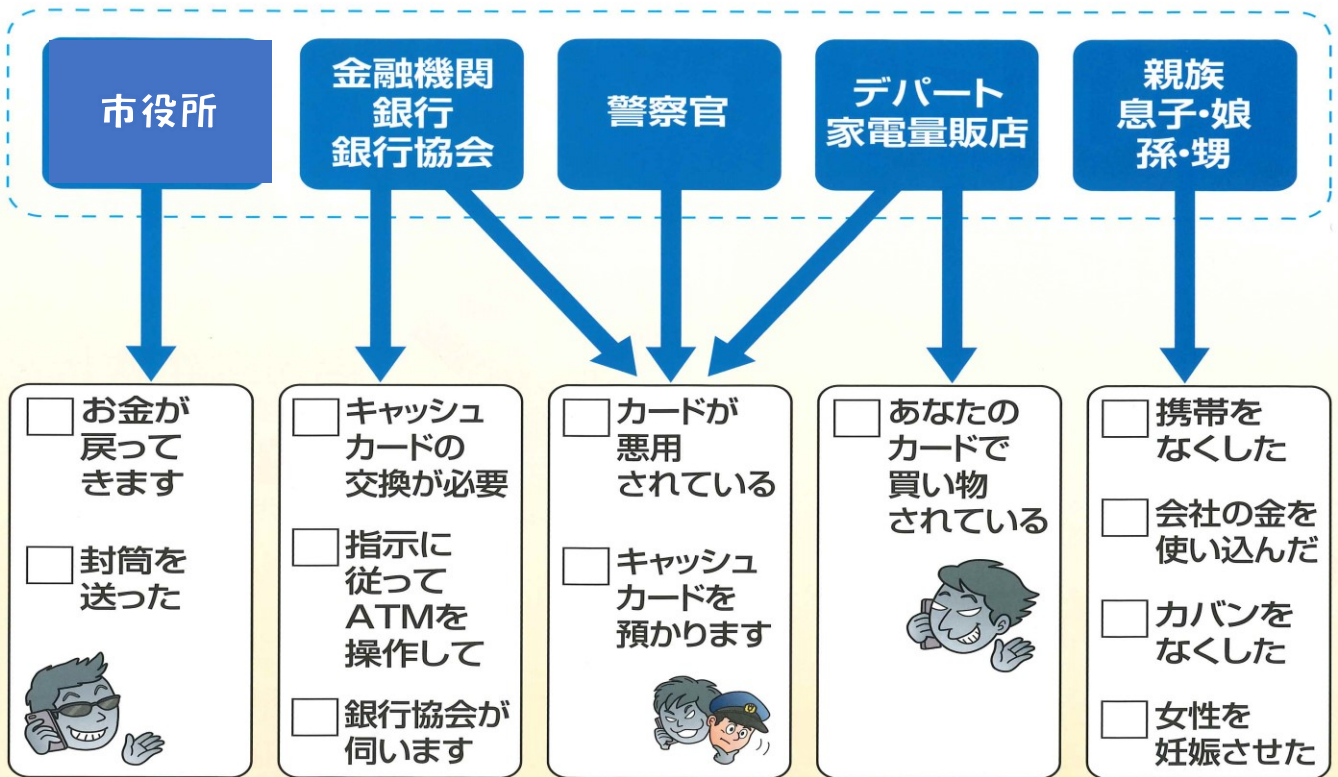 市役所
金融機関
銀行
銀行協会
警察官
デパート
家電量販店
親族
息子・娘
孫・甥
お金が
戻って
きます
封筒を
送った
キャッシュ
カードの
交換が必要
指示に
従って
ATMを
操作して
銀行協会が
伺います
カードが
悪用
されている
キャッシュ
カードを
預かります
あなたの
カードで
買い物
されている
携帯を
なくした
会社の金を
使い込んだ
カバンを
なくした
女性を
妊娠させた